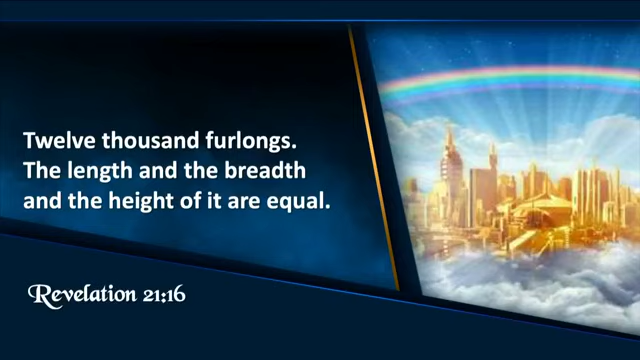 Twelve thousand furlongs.
The length and the breadth
and the height of it are equal.
Revelation 21:16